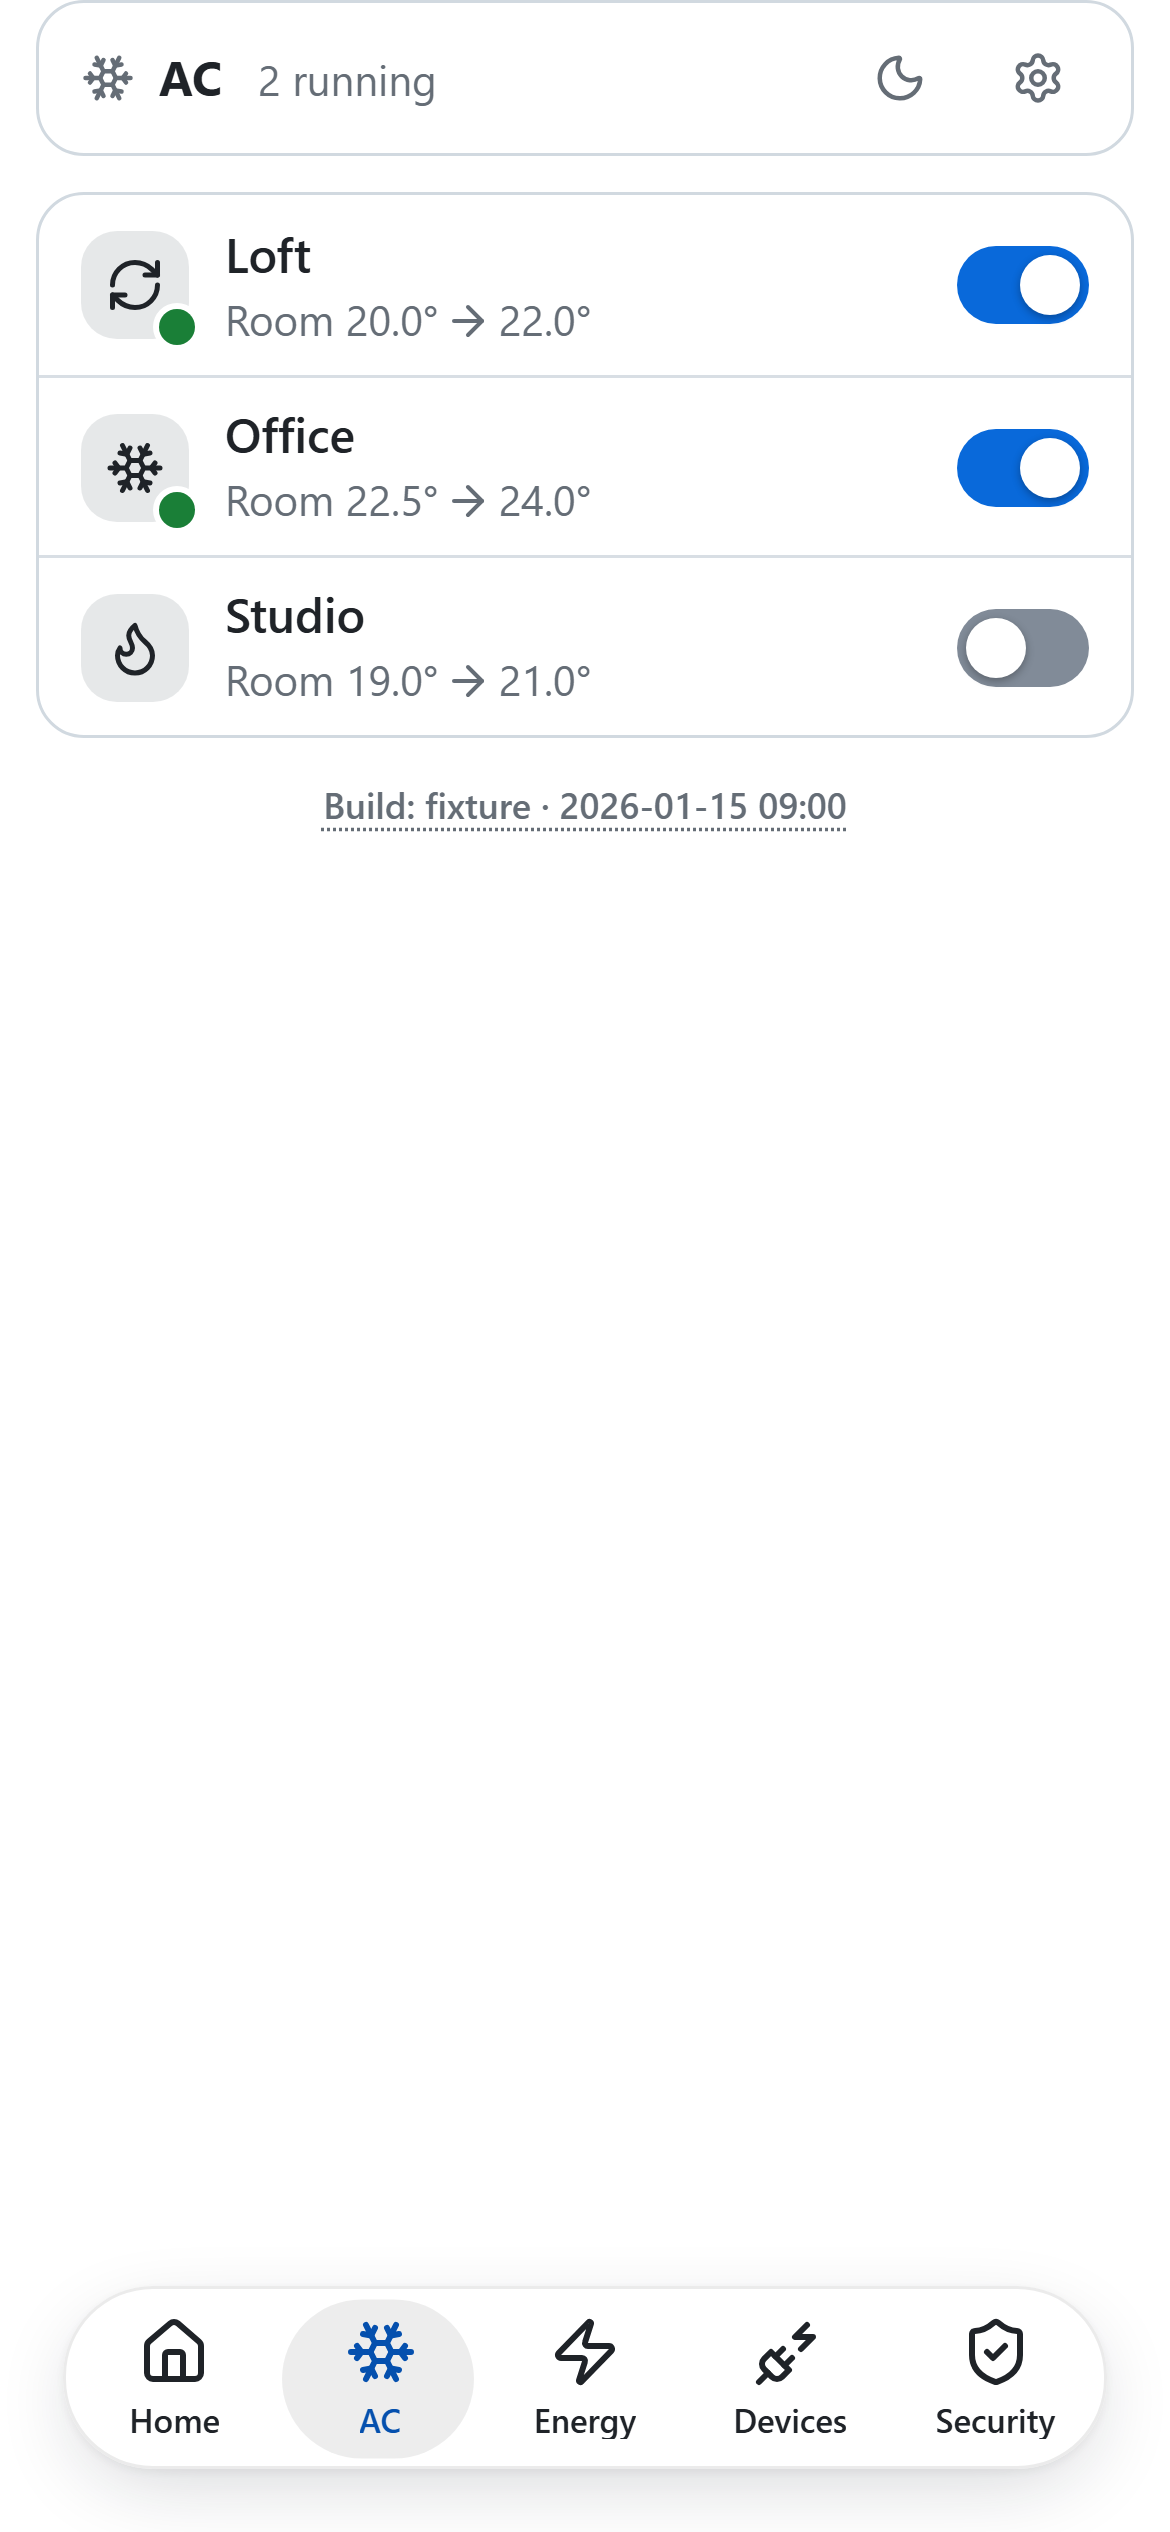 AC 2 running
Loft
Room 20.0° → 22.0°
Office
Room 22.5° → 24.0°
Studio
Room 19.0° → 21.0°
Build: fixture · 2026-01-15 09:00
Home AC Energy Devices Security